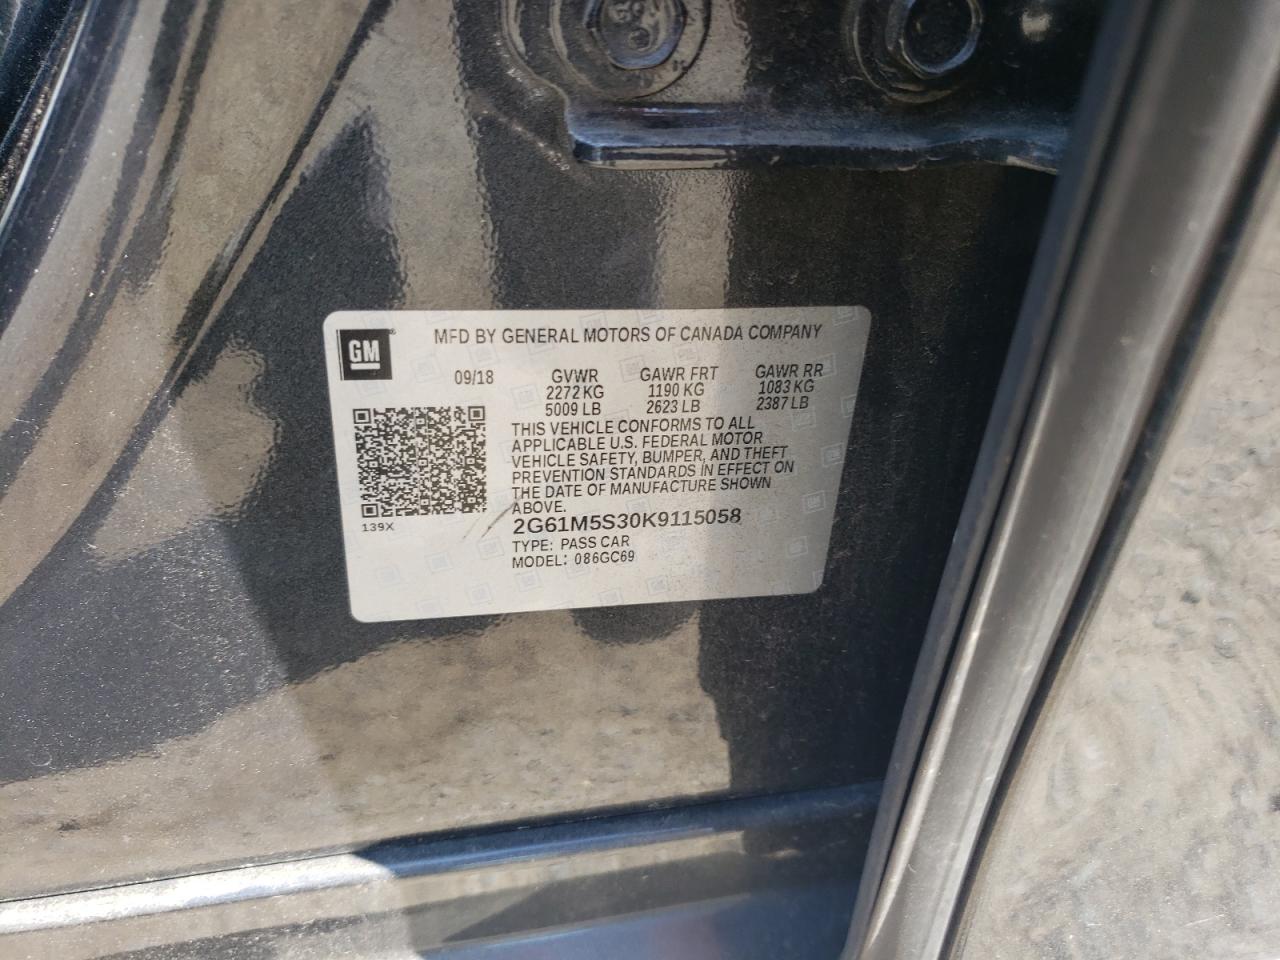 GM
MFD BY GENERAL MOTORS OF CANADA COMPANY
09/18 GVWR GAWR FRT GAWR RR
2272 KG 1190 KG 1083 KG
5009 LB 2623 LB 2387 LB
THIS VEHICLE CONFORMS TO ALL
APPLICABLE U.S. FEDERAL MOTOR
VEHICLE SAFETY, BUMPER, AND THEFT
PREVENTION STANDARDS IN EFFECT ON
THE DATE OF MANUFACTURE SHOWN
ABOVE.
139X
2G61M5S30K9115058
TYPE: PASS CAR
MODEL: 086GC69